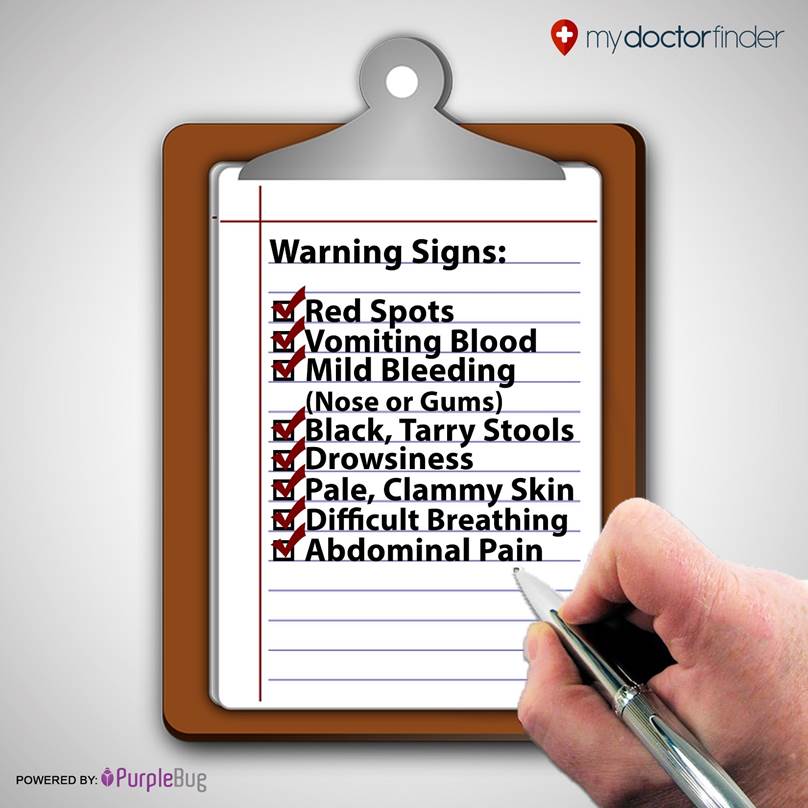 mydoctorfinder
Warning Signs:
Red Spots
Vomiting Blood
Mild Bleeding
(Nose or Gums)
Black, Tarry Stools
Drowsiness
Pale, Clammy Skin
Difficult Breathing
Abdominal Pain
POWERED BY: PurpleBug